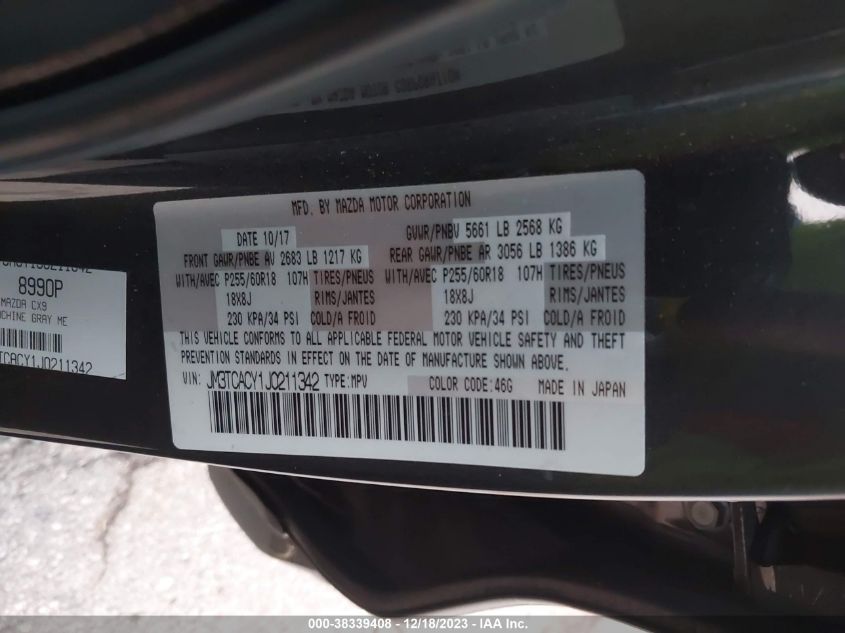 MFD. BY MAZDA MOTOR CORPORATION
DATE 10/17 GVWR/PNBV 5661 LB 2568 KG
FRONT GAWR/PNBE AV 2683 LB 1217 KG REAR GAWR/PNBE AR 3056 LB 1386 KG
WITH/AVEC P255/60R18 107H TIRES/PNEUS WITH/AVEC P255/60R18 107H TIRES/PNEUS
18X8J RIMS/JANTES 18X8J RIMS/JANTES
230 KPA/34 PSI COLD/A FROID 230 KPA/34 PSI COLD/A FROID
THIS VEHICLE CONFORMS TO ALL APPLICABLE FEDERAL MOTOR VEHICLE SAFETY AND THEFT
PREVENTION STANDARDS IN EFFECT ON THE DATE OF MANUFACTURE SHOWN ABOVE.
VIN: JM3TCACY1J0211342 TYPE:MPV COLOR CODE:46G MADE IN JAPAN
8990P
MAZDA CX9
GRAY ME
TCACY1J0211342
000-38339408 - 12/18/2023 - IAA